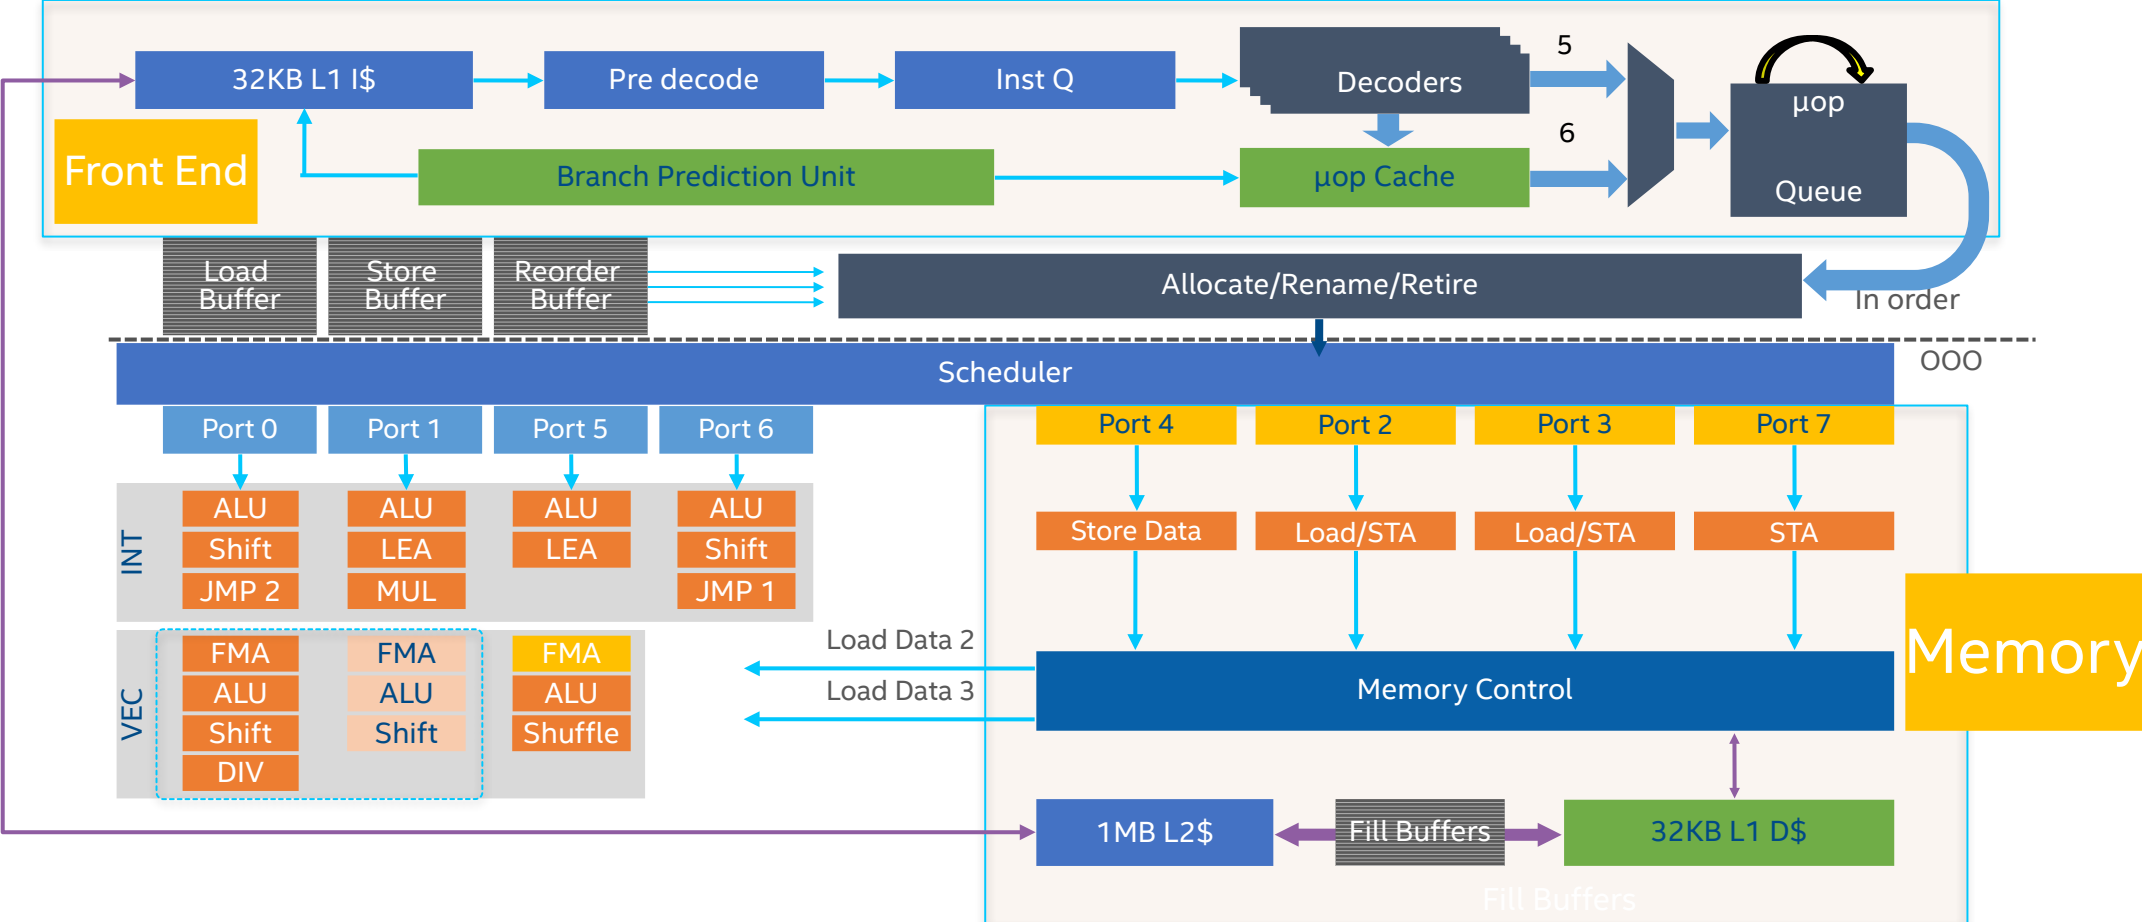 32KB L1 I$
Pre decode
Inst Q
Decoders
5
μop
Queue
6
Front End
Branch Prediction Unit
μop Cache
Load
Buffer
Store
Buffer
Reorder
Buffer
Allocate/Rename/Retire
In order
OOO
Scheduler
Port 0
Port 1
Port 5
Port 6
Port 4
Port 2
Port 3
Port 7
INT
ALU
Shift
JMP 2
ALU
LEA
MUL
ALU
LEA
ALU
Shift
JMP 1
Store Data
Load/STA
Load/STA
STA
VEC
FMA
ALU
Shift
DIV
FMA
ALU
Shift
FMA
ALU
Shuffle
Load Data 2
Load Data 3
Memory Control
Memory
1MB L2$
Fill Buffers
32KB L1 D$
Fill Buffers